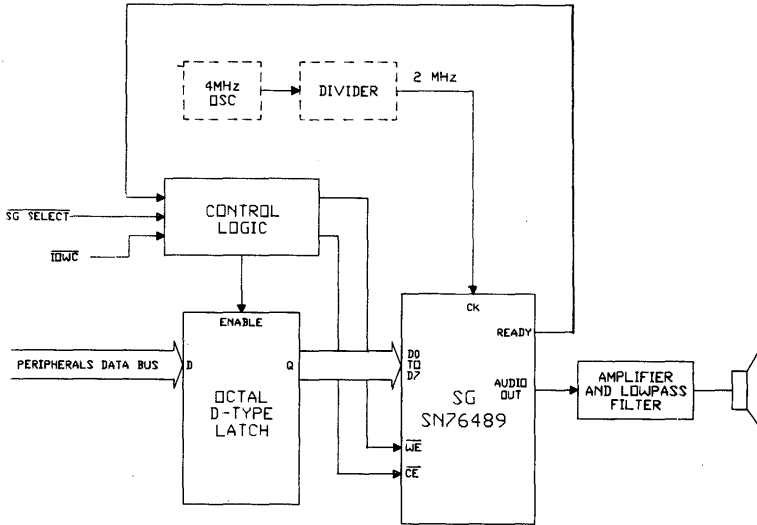 4MHz
OSC
DIVIDER
2 MHz
SG SELECT
IOWC
CONTROL
LOGIC
CK
READY
ENABLE
PERIPHERALS DATA BUS
D
Q
OCTAL
D-TYPE
LATCH
D0
TO
D7
SG
SN76489
AUDIO
OUT
WE
CE
AMPLIFIER
AND LOWPASS
FILTER